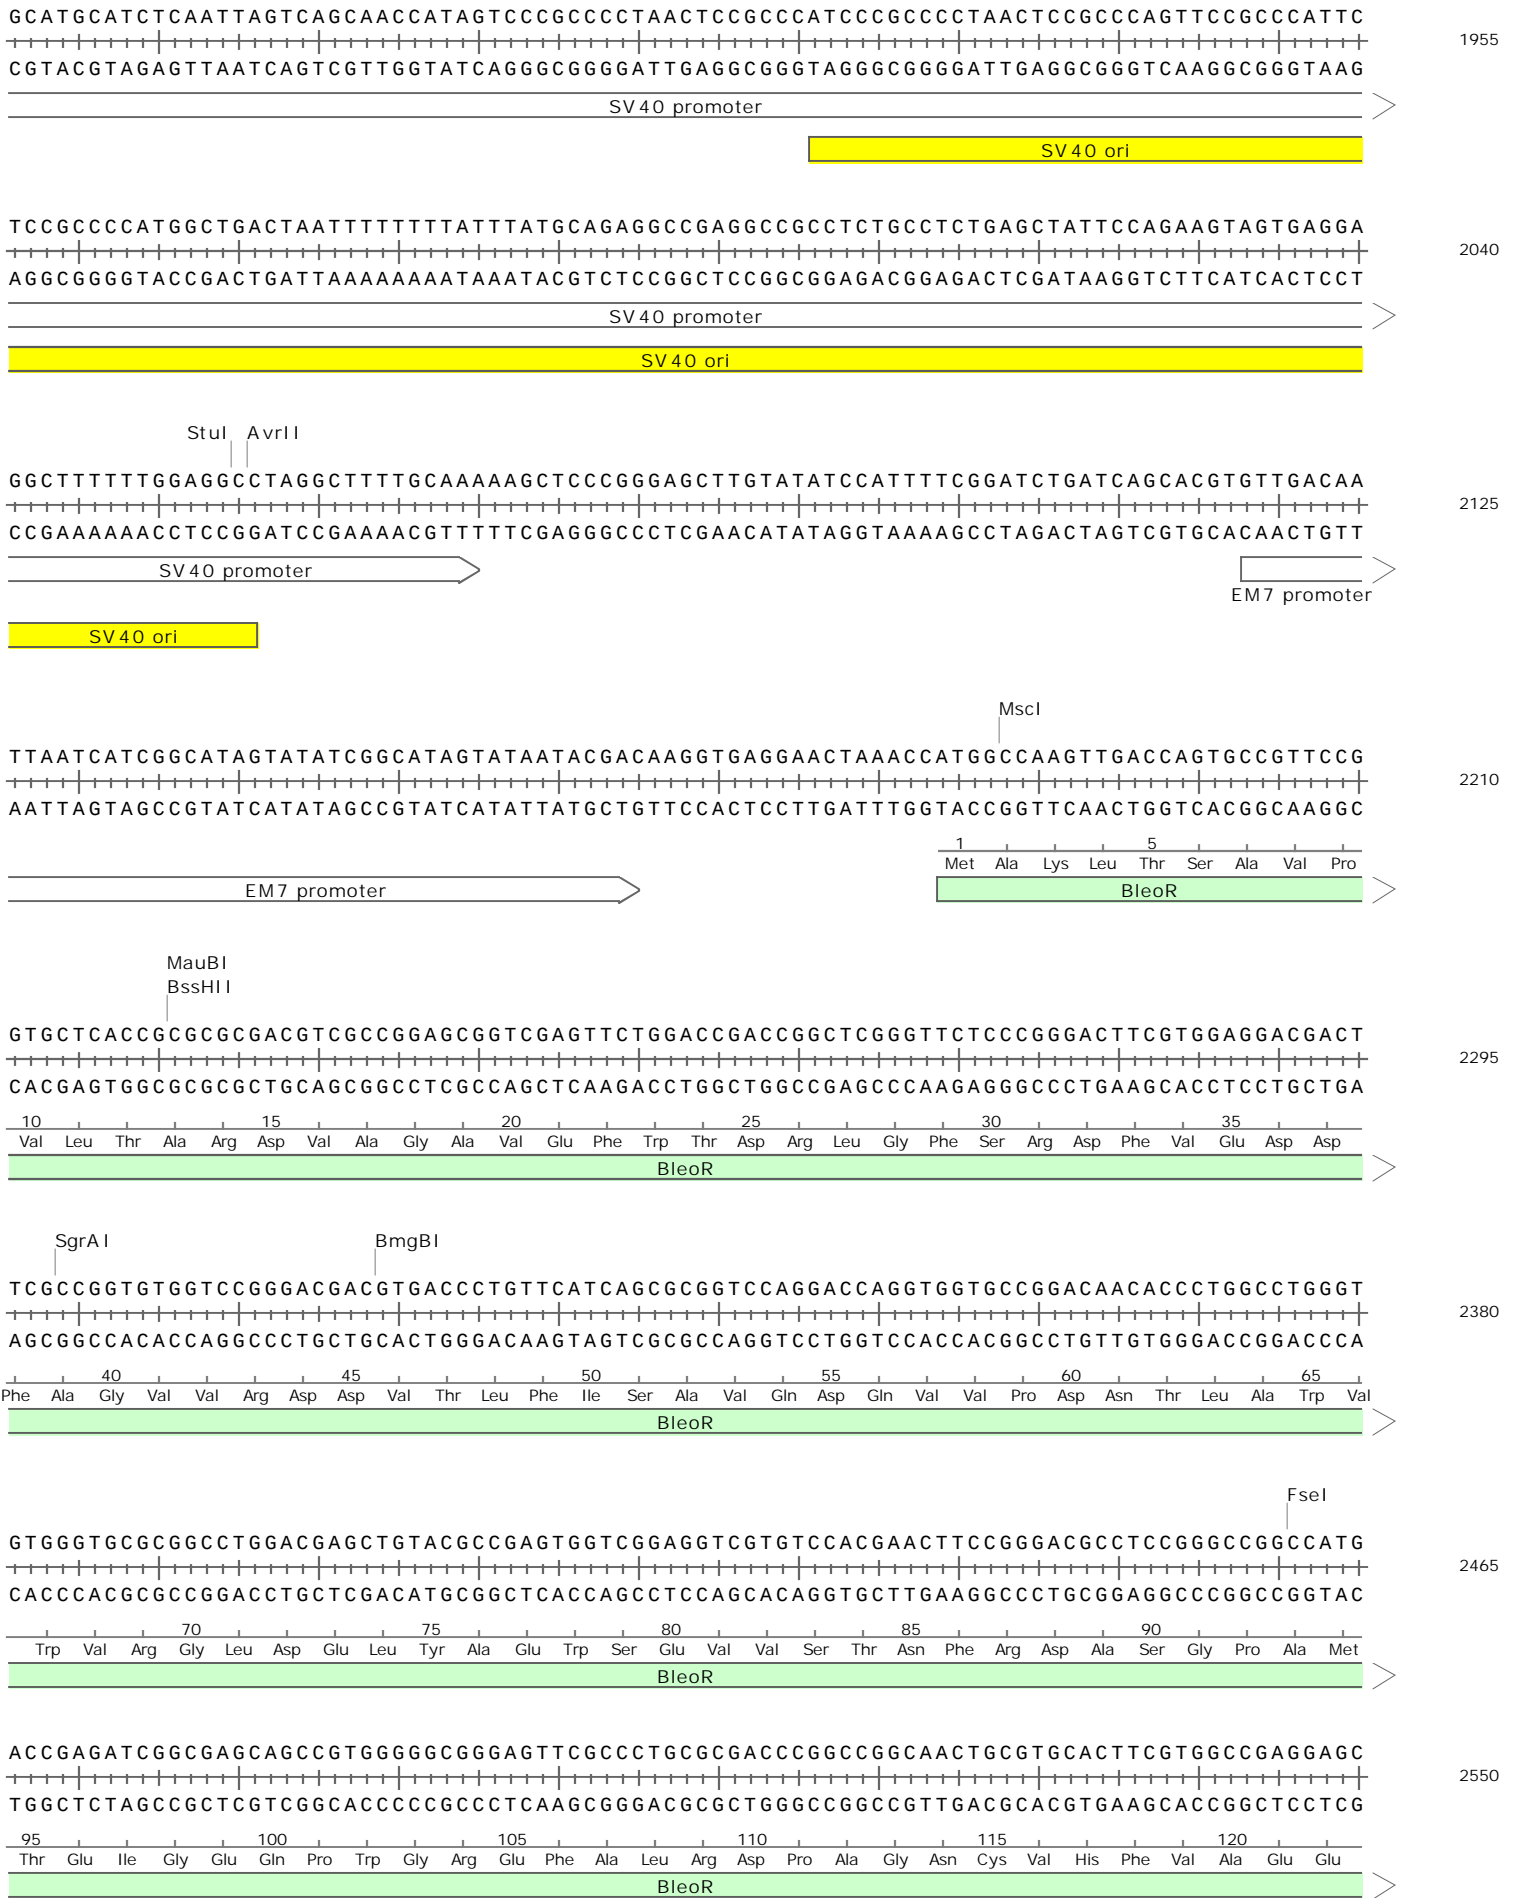 GCATGCATCTCAATTAGTCAGCAACCATAGTCCCGCCCCTAACTCCGCCCATCCCGCCCCTAACTCCGCCCAGTTCCGCCCATTC
1955
CGTACGTAGAGTTAATCAGTCGTTGGTATCAGGGCGGGGATTGAGGCGGGTAGGGCGGGGATTGAGGCGGGTCAAGGCGGGTAAG
SV40 promoter
SV40 ori
TCCGCCCCATGGCTGACTAATTTTTTTTATTTATGCAGAGGCCGAGGCCGCCTCTGCCTCTGAGCTATTCCAGAAGTAGTGAGGA
2040
AGGCGGGGTACCGACTGATTAAAAAAAATAAATACGTCTCCGGCTCCGGCGGAGACGGAGACTCGATAAGGTCTTCATCACTCCT
SV40 promoter
SV40 ori
StuI AvrII
GGCTTTTTTGGAGGCCTAGGCTTTTGCAAAAAGCTCCCGGGAGCTTGTATATCCATTTTCGGATCTGATCAGCACGTGTTGACAA
2125
CCGAAAAAACCTCCGGATCCGAAAACGTTTTTCGAGGGCCCTCGAACATATAGGTAAAAGCCTAGACTAGTCGTGCACAACTGTT
SV40 promoter
EM7 promoter
SV40 ori
MscI
TTAATCATCGGCATAGTATATCGGCATAGTATAATACGACAAGGTGAGGAACTAAACCATGGCCAAGTTGACCAGTGCCGTTCCG
2210
AATTAGTAGCCGTATCATATAGCCGTATCATATTATGCTGTTCCACTCCTTGATTTGGTACCGGTTCAACTGGTCACGGCAAGGC
1 5
Met Ala Lys Leu Thr Ser Ala Val Pro
EM7 promoter BleoR
MauBI
BssHII
GTGCTCACCGCGCGCGACGTCGCCGGAGCGGTCGAGTTCTGGACCGACCGGCTCGGGTTCTCCCGGGACTTCGTGGAGGACGACT
2295
CACGAGTGGCGCGCGCTGCAGCGGCCTCGCCAGCTCAAGACCTGGCTGGCCGAGCCCAAGAGGGCCCTGAAGCACCTCCTGCTGA
10 15 20 25 30 35
Val Leu Thr Ala Arg Asp Val Ala Gly Ala Val Glu Phe Trp Thr Asp Arg Leu Gly Phe Ser Arg Asp Phe Val Glu Asp Asp
BleoR
SgrAI BmgBI
TCGCCGGTGTGGTCCGGGACGACGTGACCCTGTTCATCAGCGCGGTCCAGGACCAGGTGGTGCCGGACAACACCCTGGCCTGGGT
2380
AGCGGCCACACCAGGCCCTGCTGCACTGGGACAAGTAGTCGCGCCAGGTCCTGGTCCACCACGGCCTGTTGTGGGACCGGACCCA
40 45 50 55 60 65
Phe Ala Gly Val Val Arg Asp Asp Val Thr Leu Phe Ile Ser Ala Val Gln Asp Gln Val Val Pro Asp Asn Thr Leu Ala Trp Val
BleoR
FseI
GTGGGTGCGCGGCCTGGACGAGCTGTACGCCGAGTGGTCGGAGGTCGTGTCCACGAACTTCCGGGACGCCTCCGGGCCGGCCATG
2465
CACCCACGCGCCGGACCTGCTCGACATGCGGCTCACCAGCCTCCAGCACAGGTGCTTGAAGGCCCTGCGGAGGCCCGGCCGGTAC
70 75 80 85 90
Trp Val Arg Gly Leu Asp Glu Leu Tyr Ala Glu Trp Ser Glu Val Val Ser Thr Asn Phe Arg Asp Ala Ser Gly Pro Ala Met
BleoR
ACCGAGATCGGCGAGCAGCCGTGGGGGCGGGAGTTCGCCCTGCGCGACCCGGCCGGCAACTGCGTGCACTTCGTGGCCGAGGAGC
2550
TGGCTCTAGCCGCTCGTCGGCACCCCCGCCCTCAAGCGGGACGCGCTGGGCCGGCCGTTGACGCACGTGAAGCACCGGCTCCTCG
95 100 105 110 115 120
Thr Glu Ile Gly Glu Gln Pro Trp Gly Arg Glu Phe Ala Leu Arg Asp Pro Ala Gly Asn Cys Val His Phe Val Ala Glu Glu
BleoR